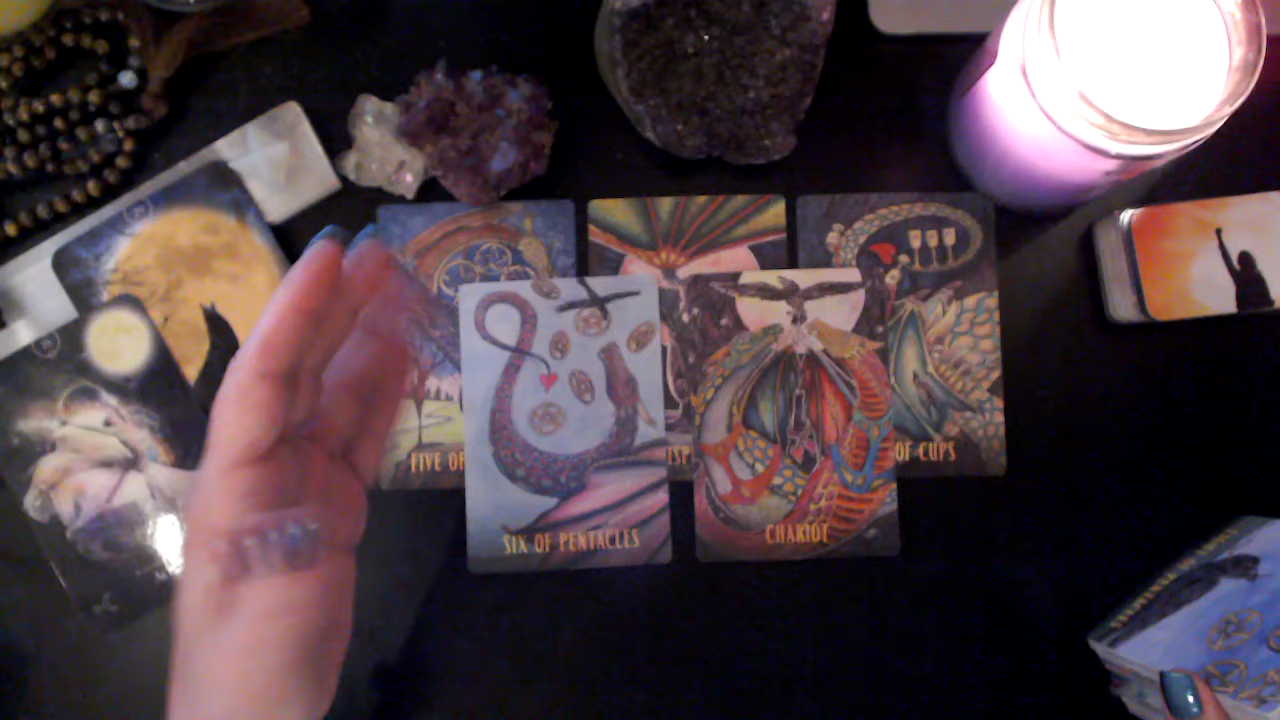 FIVE OF
OF CUPS
SIX OF PENTACLES
CHARIOT